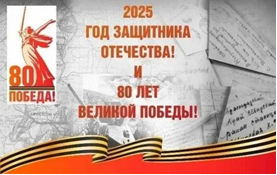 2025
ГОД ЗАЩИТНИКА
ОТЕЧЕСТВА!
И
80 ЛЕТ
ВЕЛИКОЙ ПОБЕДЫ!
80
ПОБЕДА!